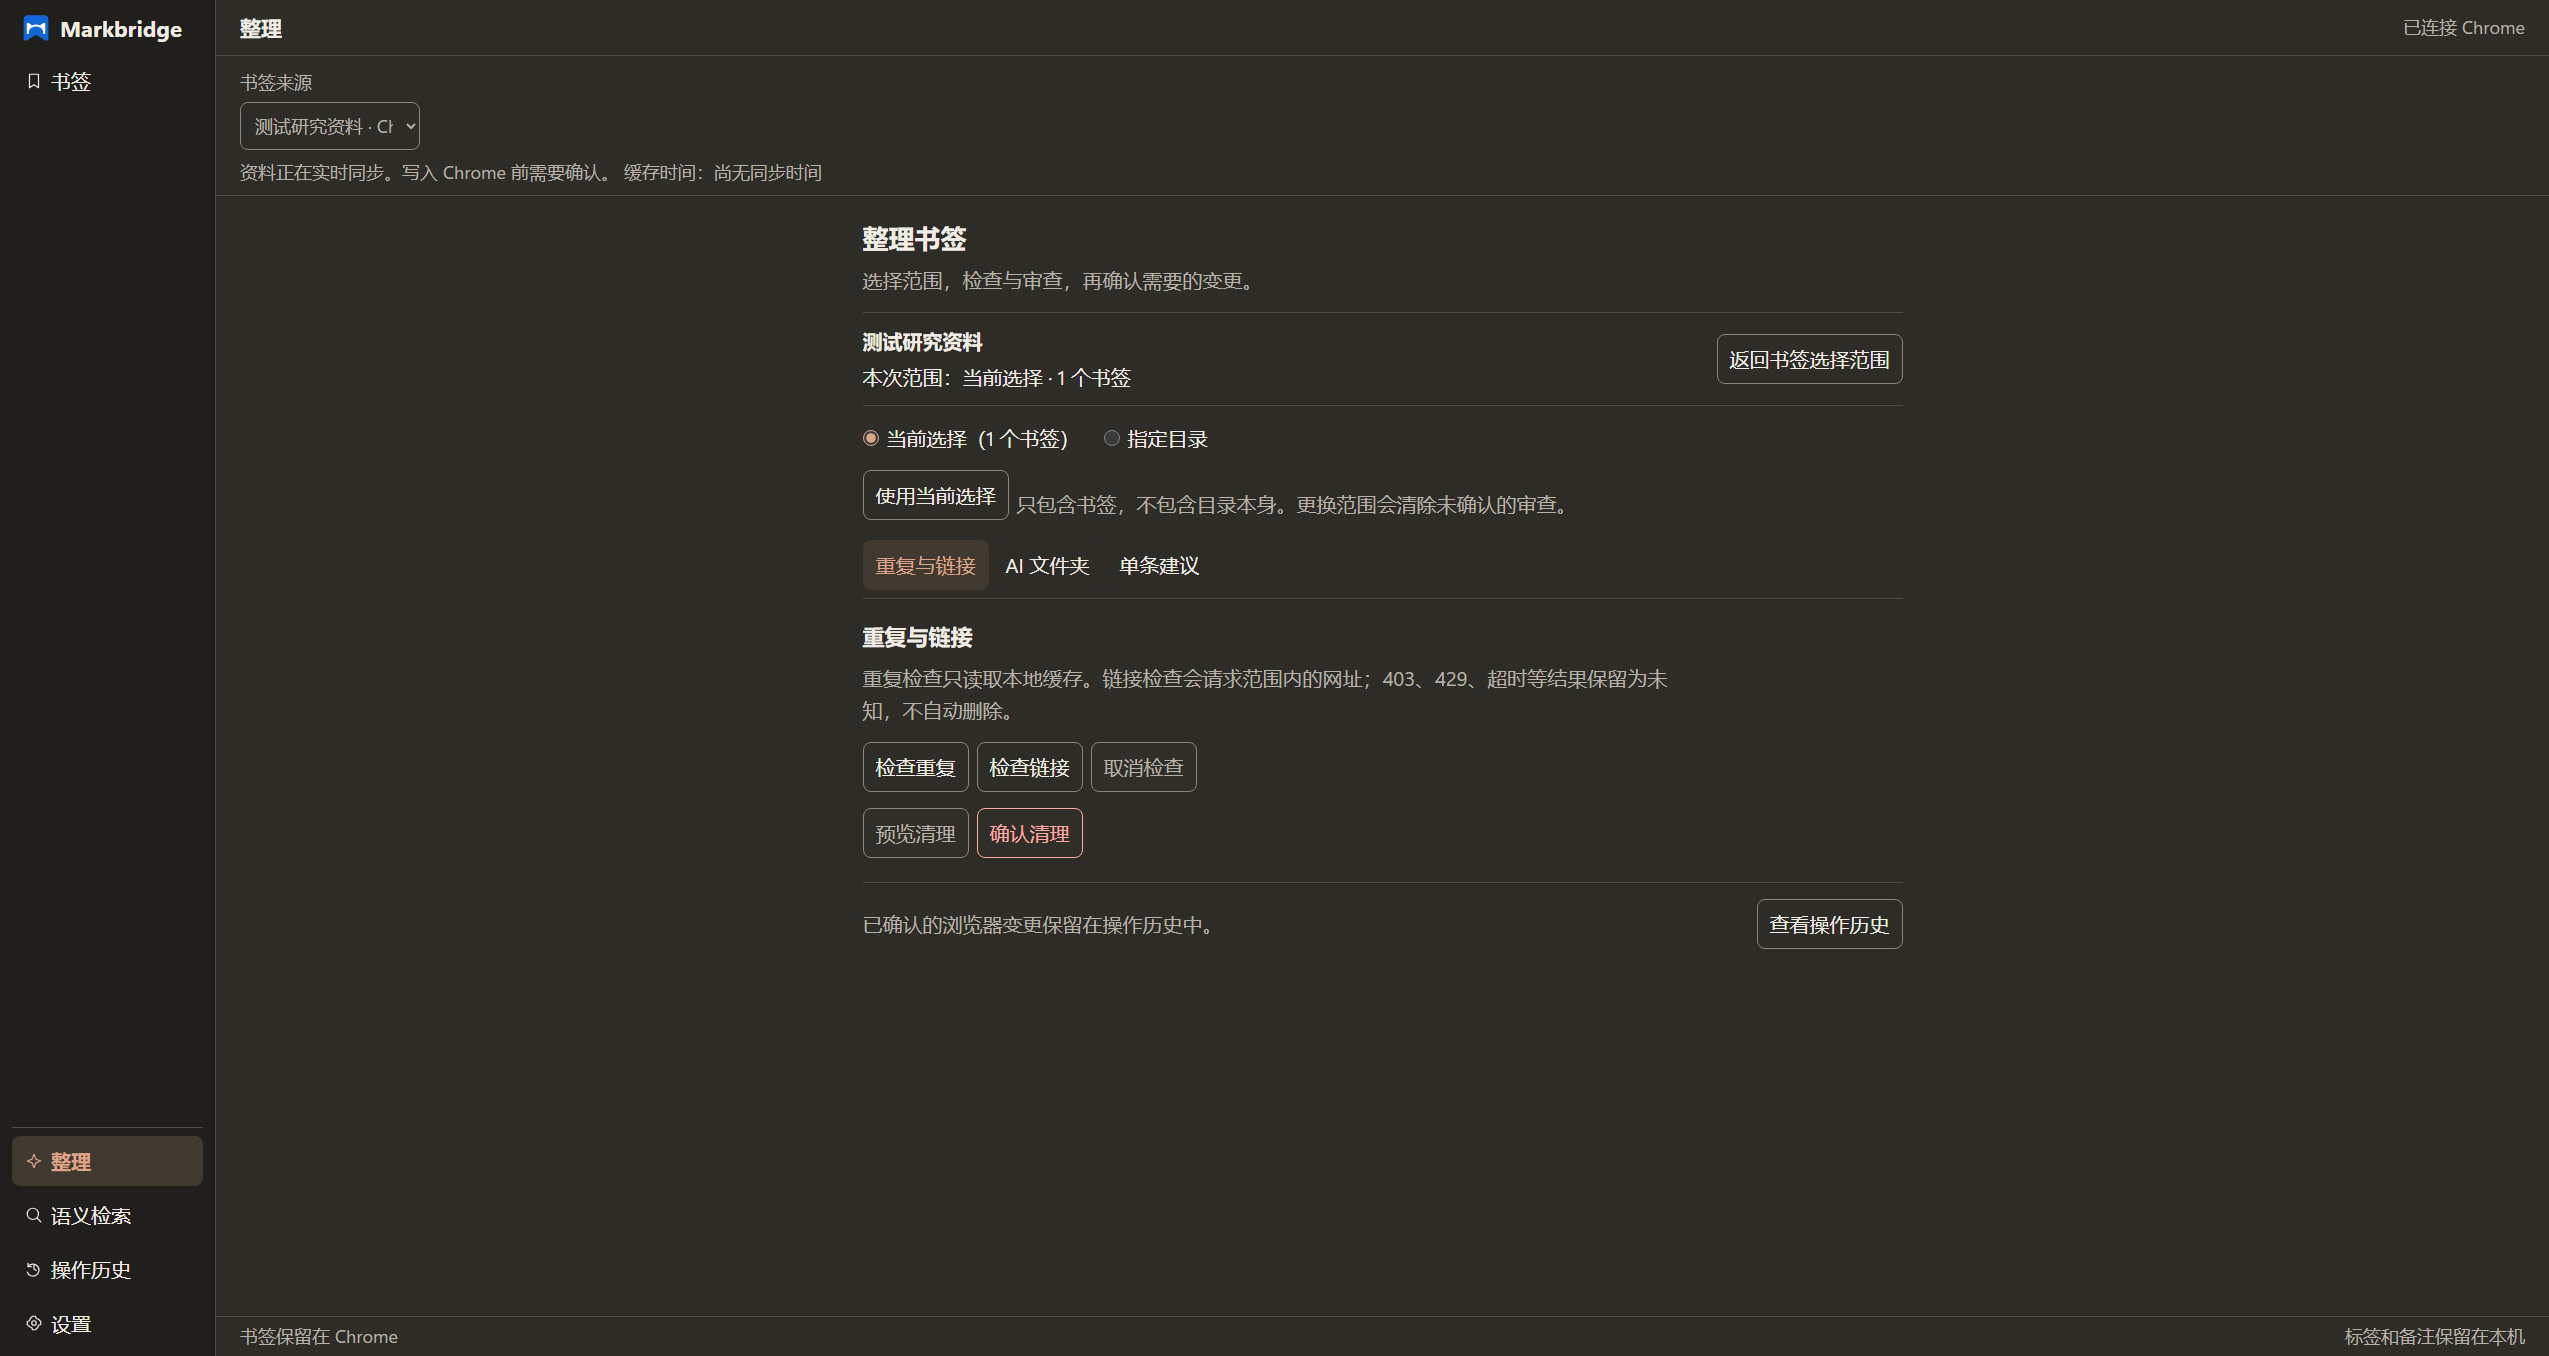 Markbridge
书签
整理
已连接 Chrome
书签来源
测试研究资料 · Ch
资料正在实时同步。写入 Chrome 前需要确认。 缓存时间：尚无同步时间
整理书签
选择范围，检查与审查，再确认需要的变更。
测试研究资料
本次范围：当前选择 · 1 个书签
返回书签选择范围
当前选择（1 个书签） 指定目录
使用当前选择 只包含书签，不包含目录本身。更换范围会清除未确认的审查。
重复与链接 AI 文件夹 单条建议
重复与链接
重复检查只读取本地缓存。链接检查会请求范围内的网址；403、429、超时等结果保留为未
知，不自动删除。
检查重复 检查链接 取消检查
预览清理 确认清理
已确认的浏览器变更保留在操作历史中。
查看操作历史
整理
语义检索
操作历史
设置
书签保留在 Chrome
标签和备注保留在本机